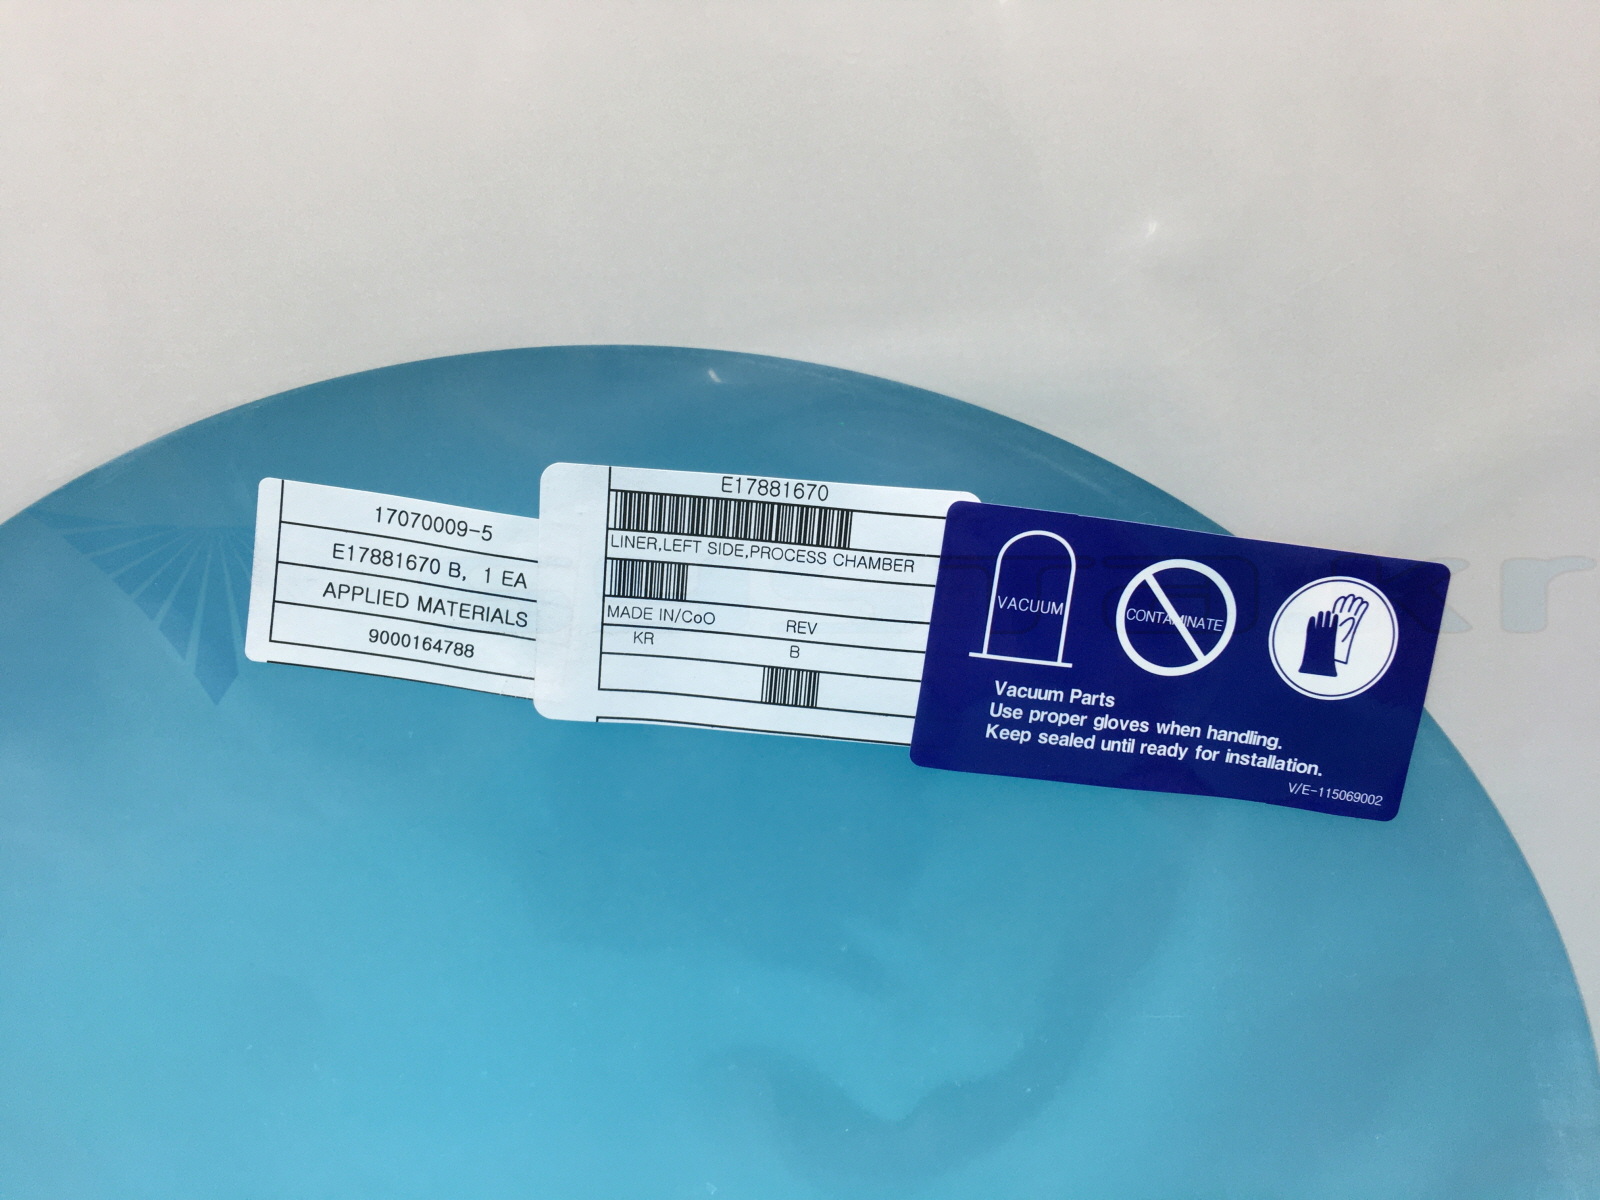 17070009-5
E17881670 B, 1 EA
APPLIED MATERIALS
9000164788
E17881670
LINER,LEFT SIDE,PROCESS CHAMBER
MADE IN/CoO REV
KR B
VACUUM
CONTAMINATE
Vacuum Parts
Use proper gloves when handling.
Keep sealed until ready for installation.
V/E-115069002